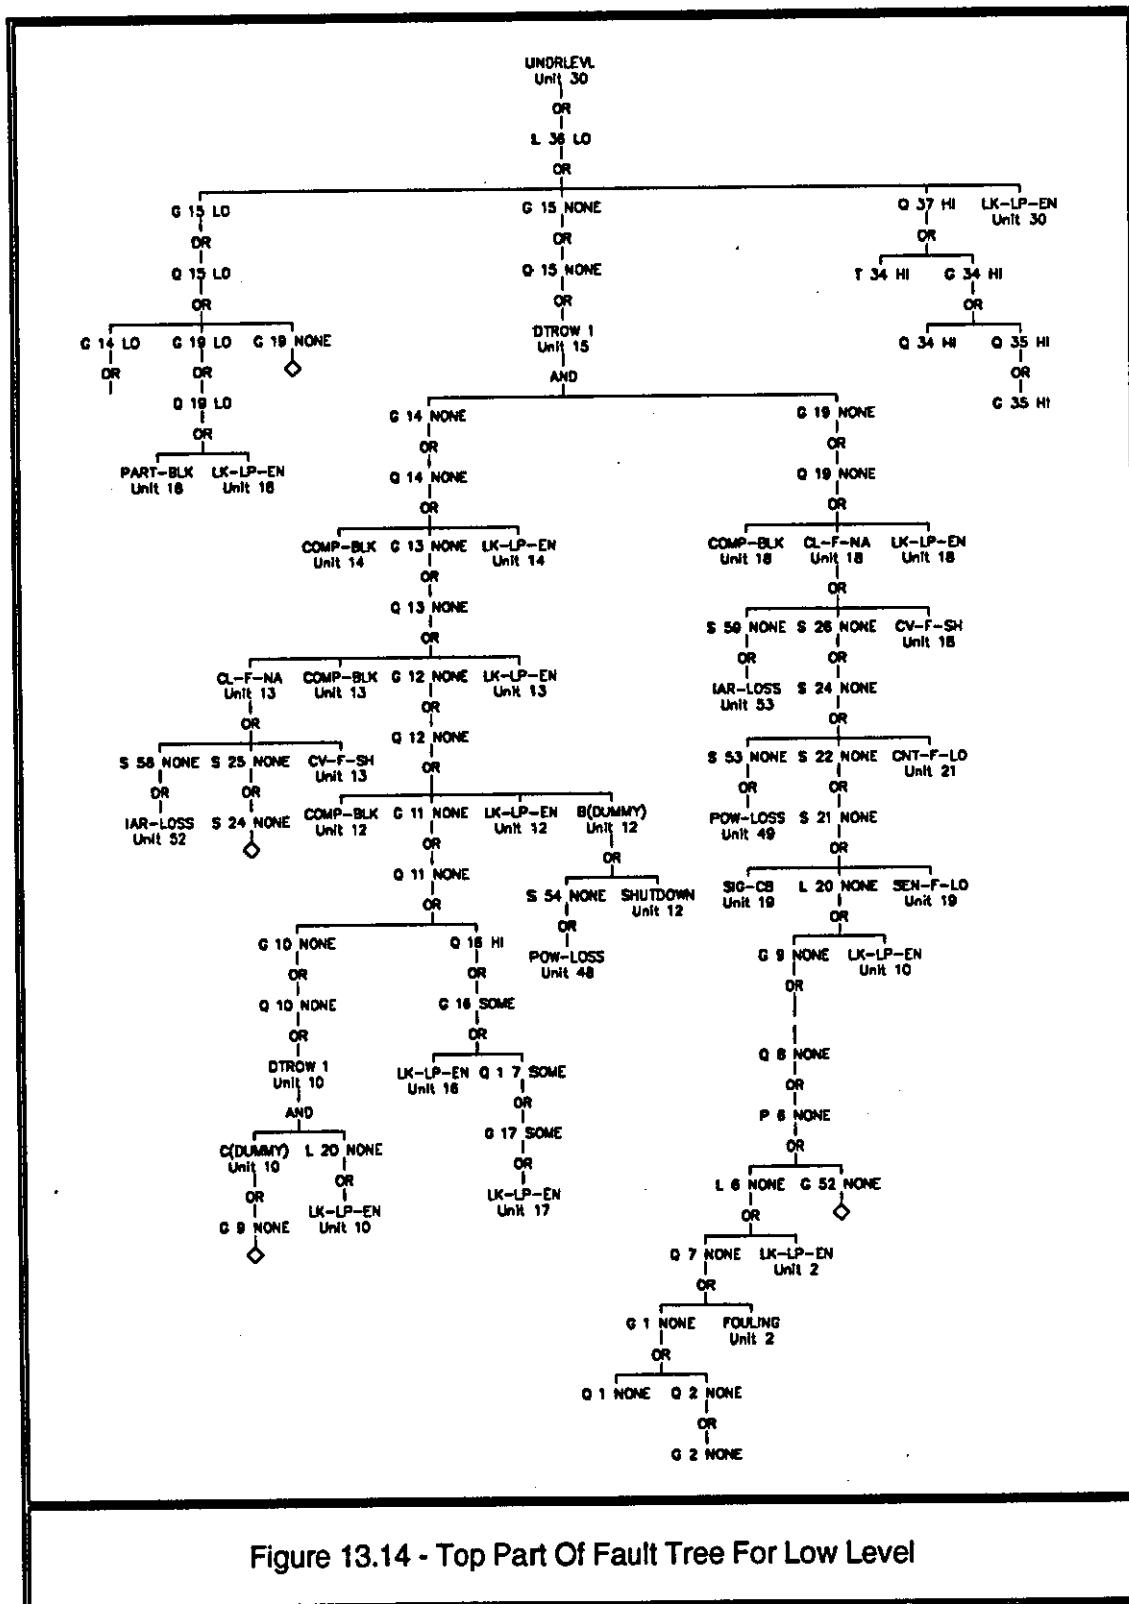 UNDRLEVL
Unit 30
OR
L 36 LO
OR
G 15 LO
G 15 NONE
Q 37 HI
LK-LP-EN
Unit 30
OR
OR
OR
Q 15 LO
Q 15 NONE
T 34 HI
G 34 HI
OR
OR
OR
G 14 LO
G 19 LO
G 19 NONE
DTROW 1
Unit 15
Q 34 HI
Q 35 HI
OR
OR
AND
OR
Q 19 LO
G 14 NONE
G 19 NONE
G 35 HI
OR
OR
OR
PART-BLK
Unit 18
LK-LP-EN
Unit 18
Q 14 NONE
Q 19 NONE
OR
OR
COMP-BLK
Unit 14
G 13 NONE
LK-LP-EN
Unit 14
COMP-BLK
Unit 18
CL-F-NA
Unit 18
LK-LP-EN
Unit 18
OR
OR
Q 13 NONE
S 59 NONE
S 26 NONE
CV-F-SH
Unit 18
OR
OR
OR
CL-F-NA
Unit 13
COMP-BLK
Unit 13
G 12 NONE
LK-LP-EN
Unit 13
IAR-LOSS
Unit 53
S 24 NONE
OR
OR
OR
Q 12 NONE
S 58 NONE
S 25 NONE
CV-F-SH
Unit 13
OR
S 53 NONE
S 22 NONE
CNT-F-LO
Unit 21
OR
OR
OR
OR
IAR-LOSS
Unit 52
S 24 NONE
COMP-BLK
Unit 12
G 11 NONE
LK-LP-EN
Unit 12
B(DUMMY)
Unit 12
POW-LOSS
Unit 49
S 21 NONE
OR
OR
OR
Q 11 NONE
S 54 NONE
SHUTDOWN
Unit 12
SIG-CB
Unit 19
L 20 NONE
SEN-F-LO
Unit 19
OR
OR
OR
G 10 NONE
Q 16 HI
POW-LOSS
Unit 48
G 9 NONE
LK-LP-EN
Unit 10
OR
OR
OR
Q 10 NONE
G 16 SOME
OR
OR
DTROW 1
Unit 10
LK-LP-EN
Unit 16
Q 1 7 SOME
Q 8 NONE
AND
OR
OR
C(DUMMY)
Unit 10
L 20 NONE
G 17 SOME
P 6 NONE
OR
OR
OR
OR
G 9 NONE
LK-LP-EN
Unit 10
LK-LP-EN
Unit 17
L 6 NONE
G 52 NONE
OR
Q 7 NONE
LK-LP-EN
Unit 2
OR
G 1 NONE
FOULING
Unit 2
OR
Q 1 NONE
Q 2 NONE
OR
G 2 NONE
Figure 13.14 - Top Part Of Fault Tree For Low Level